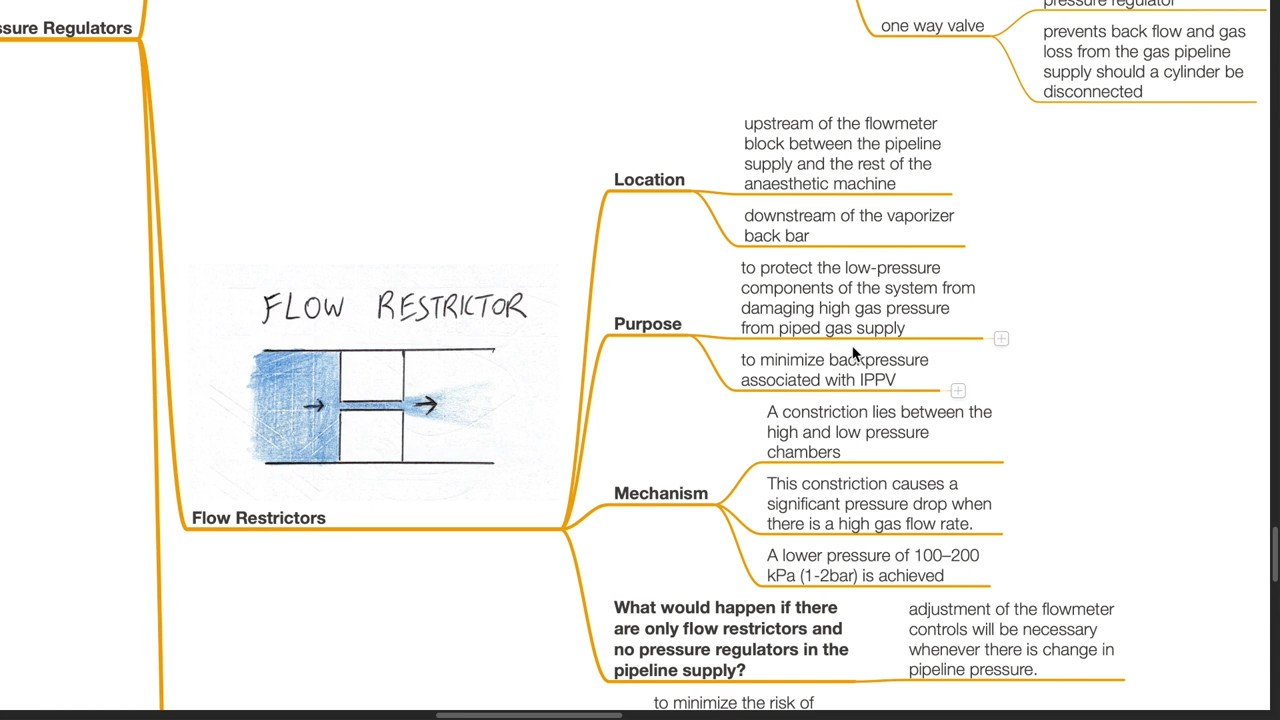 ssure Regulators
pressure regulator
one way valve
prevents back flow and gas
loss from the gas pipeline
supply should a cylinder be
disconnected
upstream of the flowmeter
block between the pipeline
supply and the rest of the
anaesthetic machine
Location
downstream of the vaporizer
back bar
to protect the low-pressure
components of the system from
damaging high gas pressure
from piped gas supply
Purpose
to minimize backpressure
associated with IPPV
FLOW RESTRICTOR
A constriction lies between the
high and low pressure
chambers
Mechanism
This constriction causes a
significant pressure drop when
there is a high gas flow rate.
Flow Restrictors
A lower pressure of 100–200
kPa (1-2bar) is achieved
What would happen if there
are only flow restrictors and
no pressure regulators in the
pipeline supply?
adjustment of the flowmeter
controls will be necessary
whenever there is change in
pipeline pressure.
to minimize the risk of